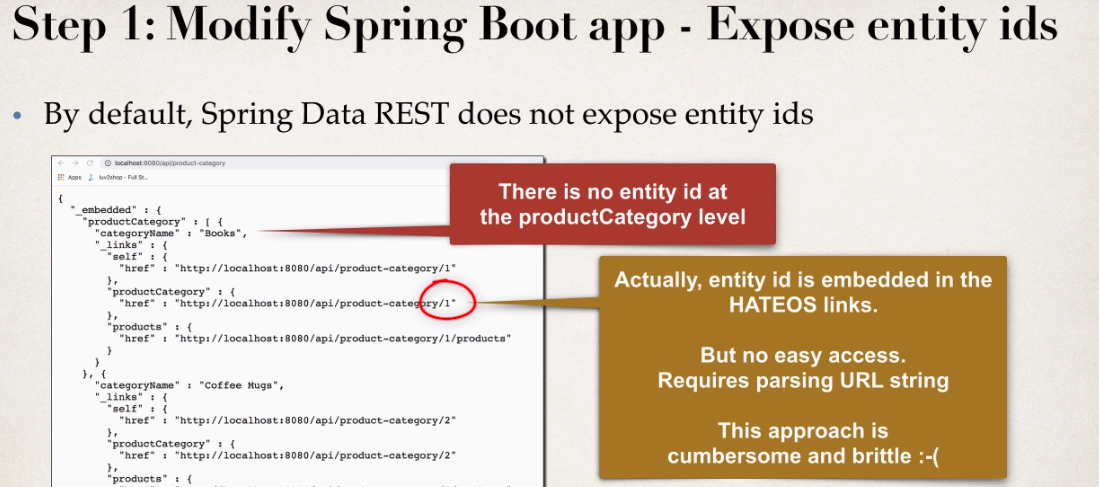 Step 1: Modify Spring Boot app - Expose entity ids
• By default, Spring Data REST does not expose entity ids
localhost:8080/api/product-category
Apps luv2shop - Full St...
{
"_embedded" : {
"productCategory" : [ {
"categoryName" : "Books",
"_links" : {
"self" : {
"href" : "http://localhost:8080/api/product-category/1"
},
"productCategory" : {
"href" : "http://localhost:8080/api/product-category/1"
},
"products" : {
"href" : "http://localhost:8080/api/product-category/1/products"
}
}
}, {
"categoryName" : "Coffee Mugs",
"_links" : {
"self" : {
"href" : "http://localhost:8080/api/product-category/2"
},
"productCategory" : {
"href" : "http://localhost:8080/api/product-category/2"
},
"products" : {
There is no entity id at
the productCategory level
Actually, entity id is embedded in the
HATEOS links.
But no easy access.
Requires parsing URL string
This approach is
cumbersome and brittle :-(